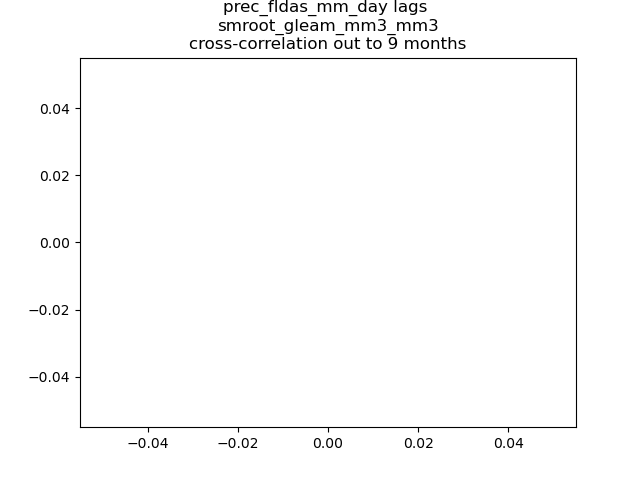 prec_fldas_mm_day lags
smroot_gleam_mm3_mm3
cross-correlation out to 9 months
0.04
0.02
0.00
−0.02
−0.04
−0.04 −0.02 0.00 0.02 0.04